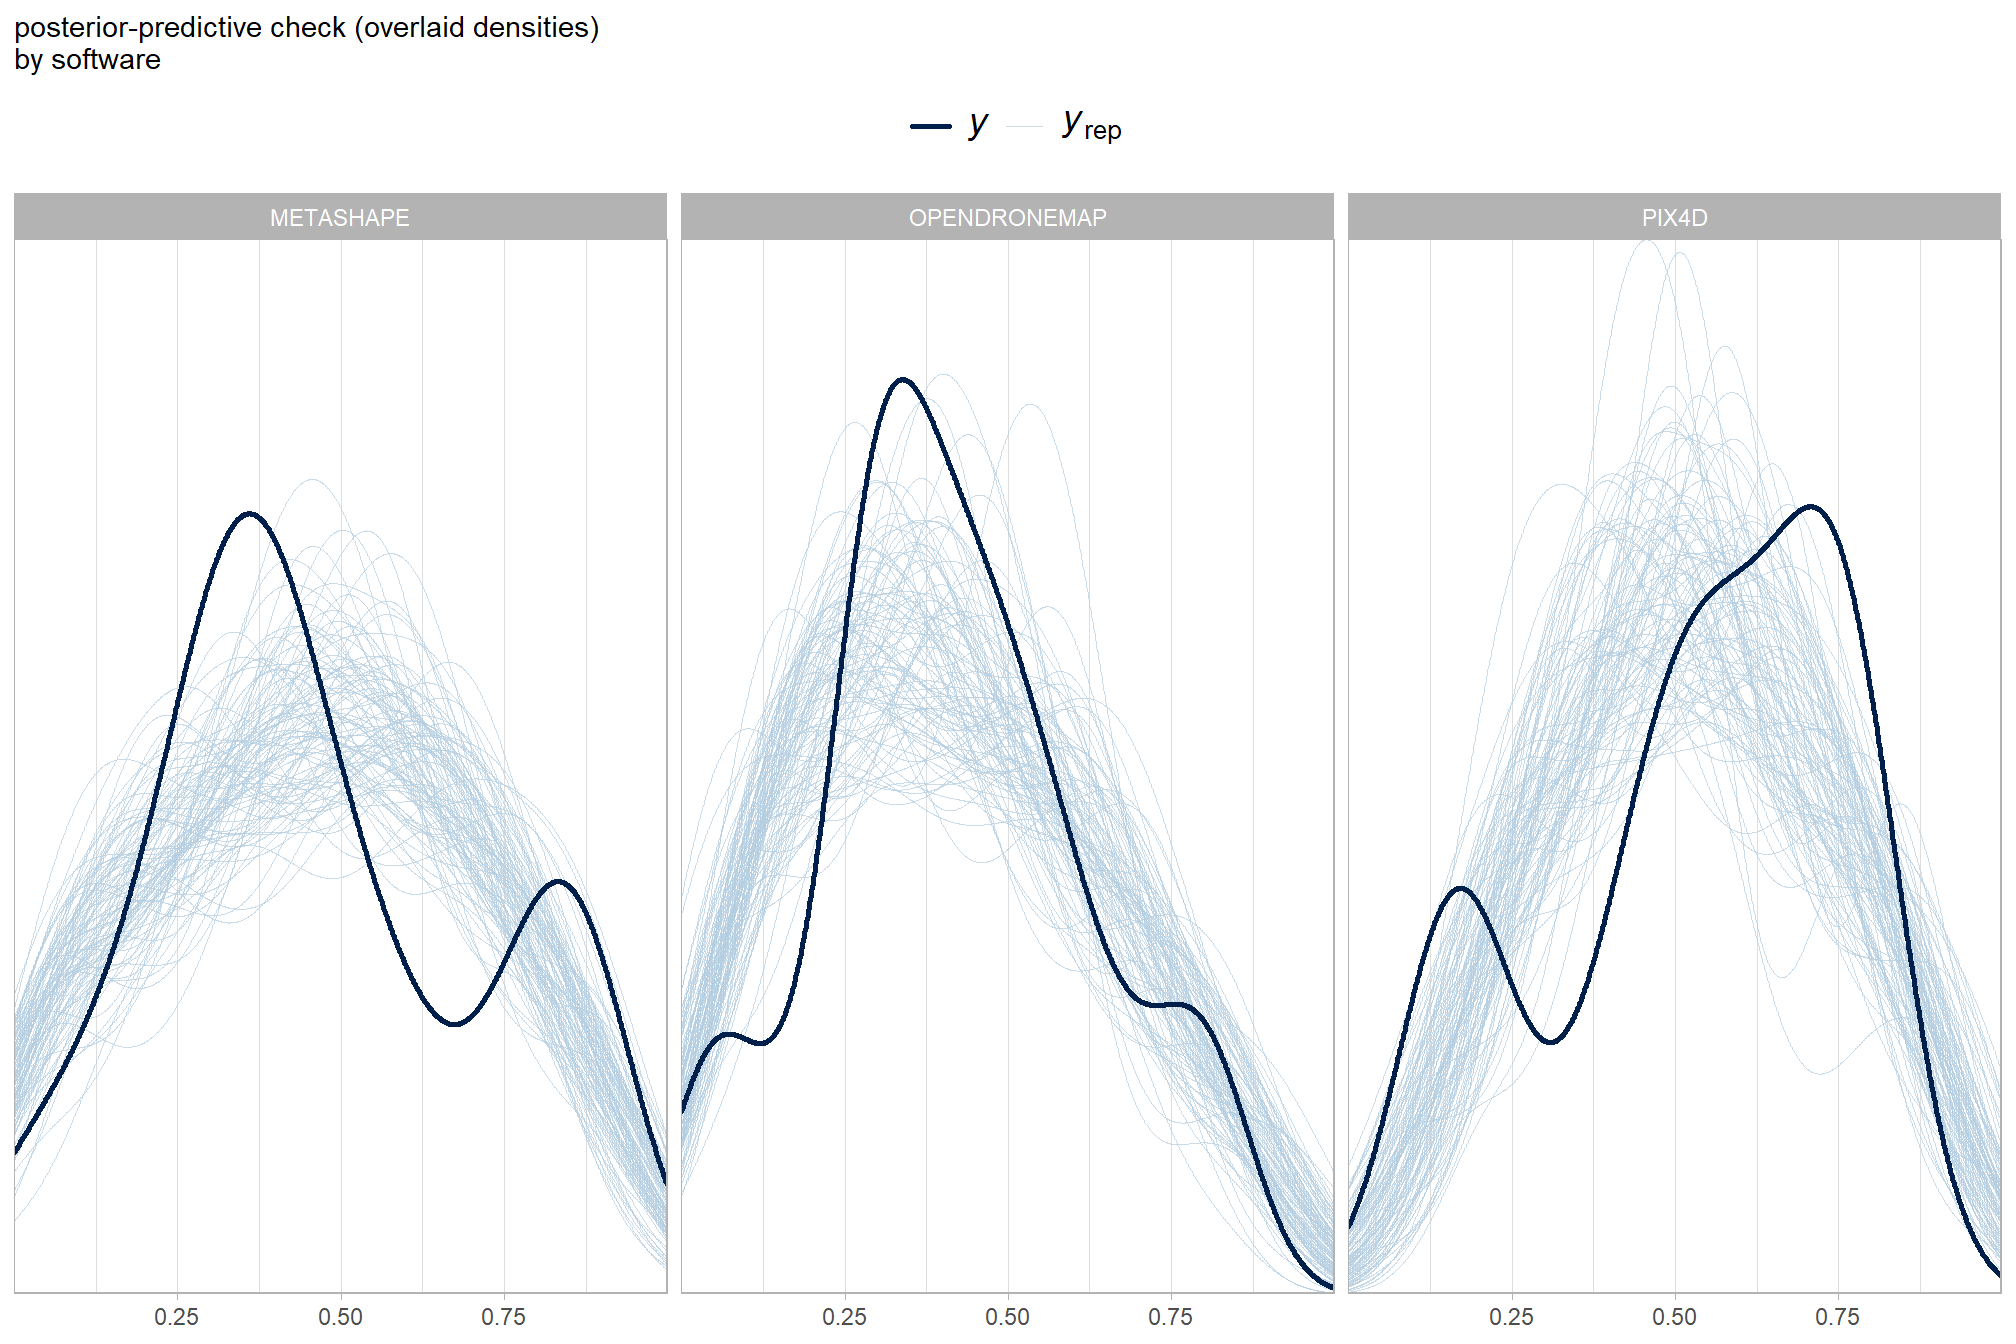 posterior-predictive check (overlaid densities)
by software
y y rep
METASHAPE OPENDRONEMAP PIX4D
0.25 0.50 0.75 0.25 0.50 0.75 0.25 0.50 0.75